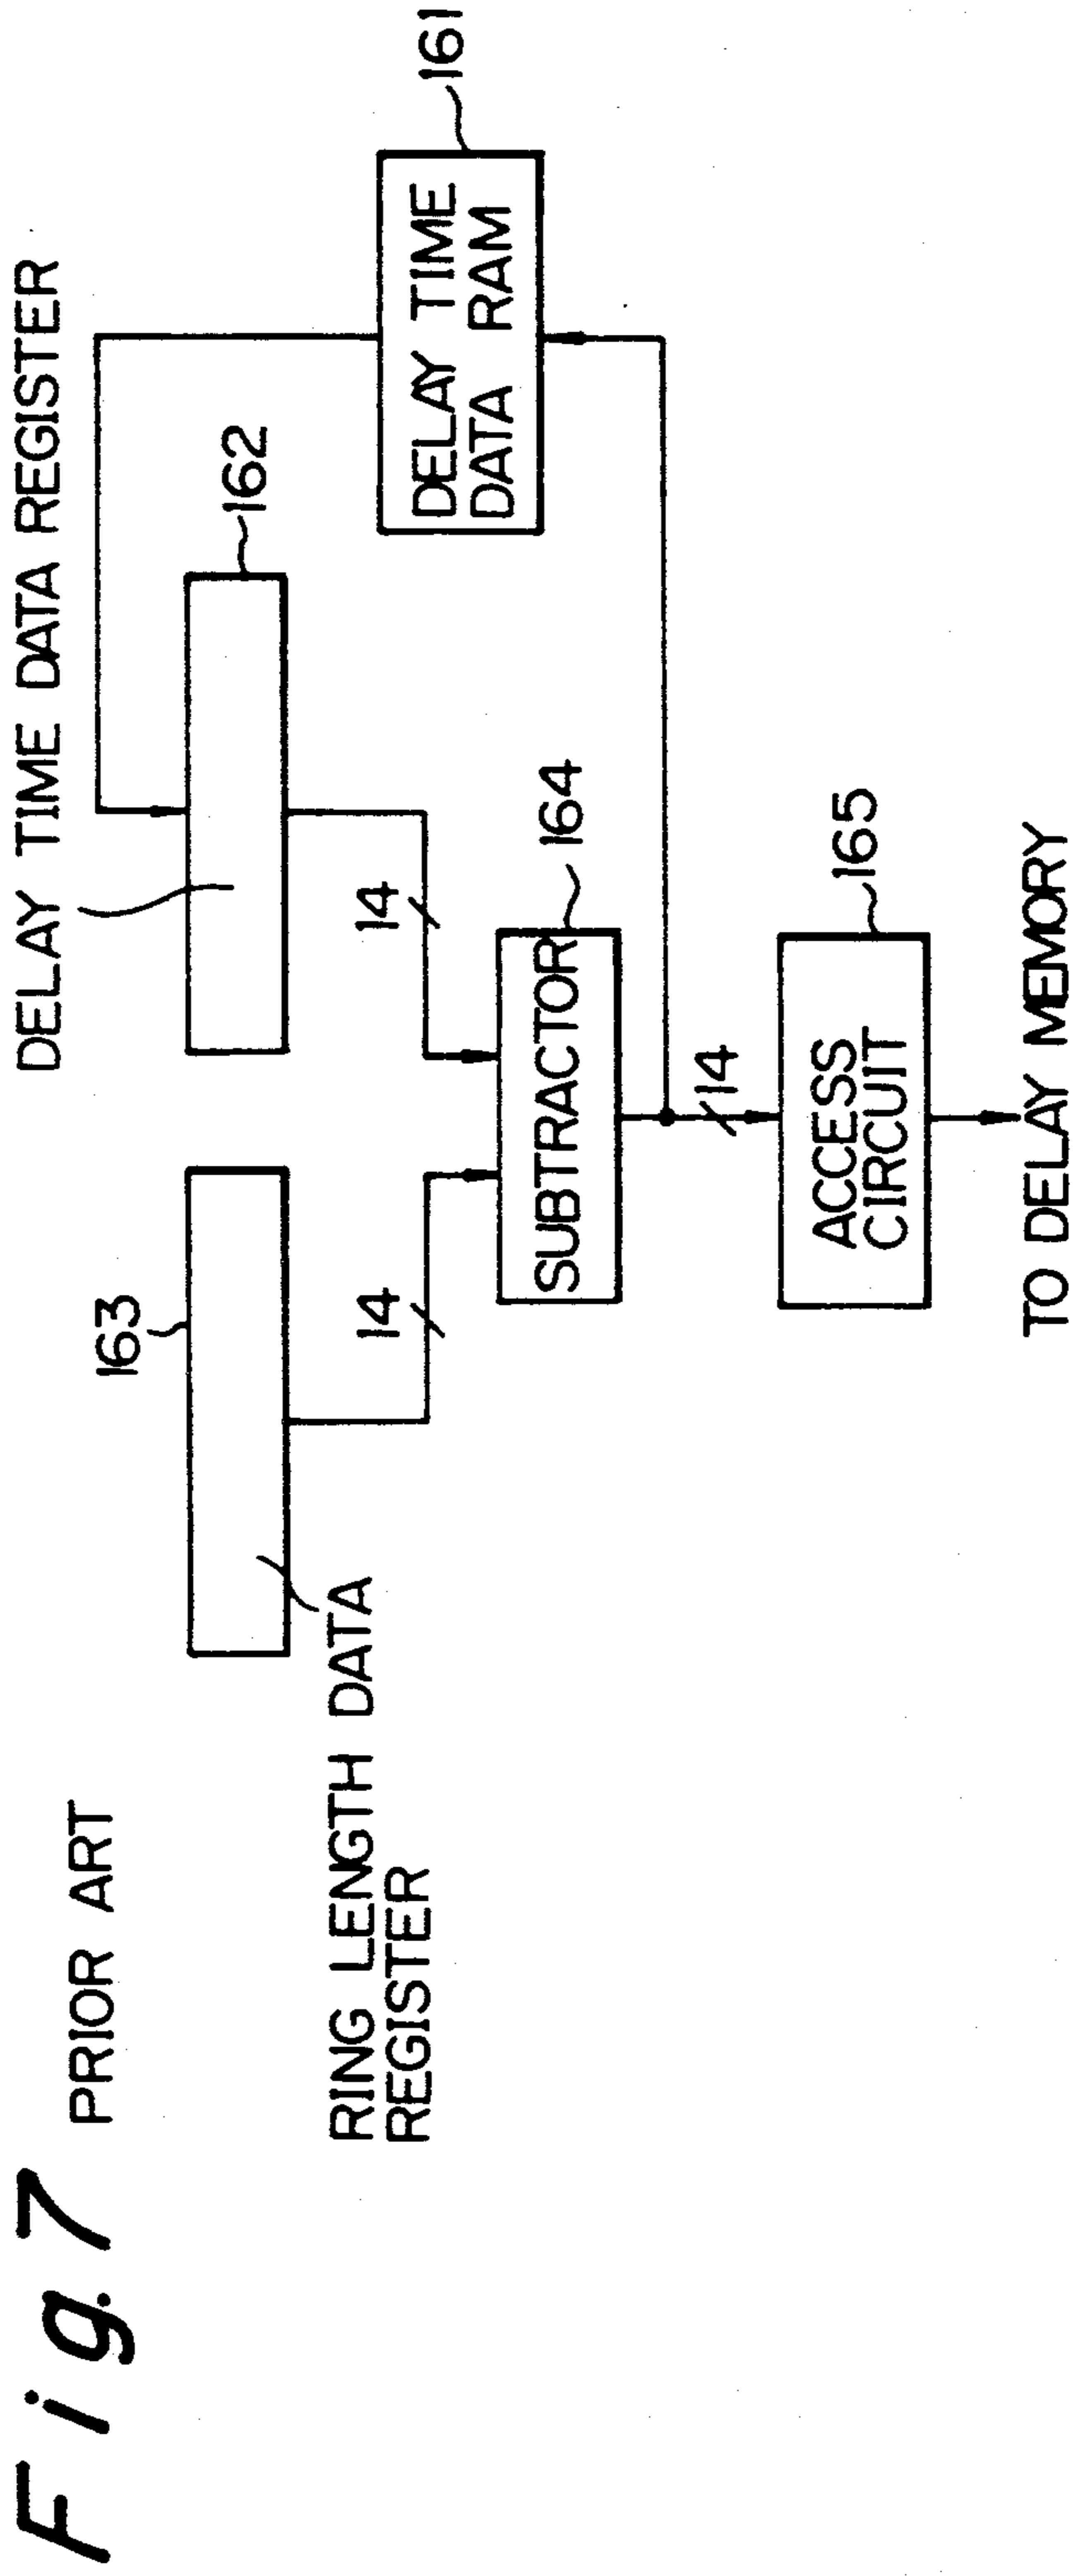 Fig. 7
PRIOR ART
DELAY TIME DATA REGISTER
163
162
RING LENGTH DATA
REGISTER
14
14
161
DELAY TIME
DATA RAM
164
SUBTRACTOR
14
165
ACCESS
CIRCUIT
TO DELAY MEMORY